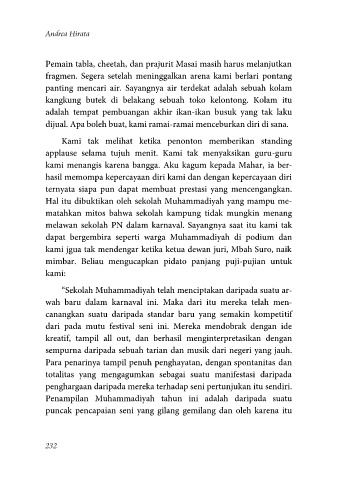 Andrea Hirata
Pemain tabla, cheetah, dan prajurit Masai masih harus melanjutkan
fragmen. Segera setelah meninggalkan arena kami berlari pontang
panting mencari air. Sayangnya air terdekat adalah sebuah kolam
kangkung butek di belakang sebuah toko kelontong. Kolam itu
adalah tempat pembuangan akhir ikan-ikan busuk yang tak laku
dijual. Apa boleh buat, kami ramai-ramai menceburkan diri di sana.
Kami tak melihat ketika penonton memberikan standing
applause selama tujuh menit. Kami tak menyaksikan guru-guru
kami menangis karena bangga. Aku kagum kepada Mahar, ia ber-
hasil memompa kepercayaan diri kami dan dengan kepercayaan diri
ternyata siapa pun dapat membuat prestasi yang mencengangkan.
Hal itu dibuktikan oleh sekolah Muhammadiyah yang mampu me-
matahkan mitos bahwa sekolah kampung tidak mungkin menang
melawan sekolah PN dalam karnaval. Sayangnya saat itu kami tak
dapat bergembira seperti warga Muhammadiyah di podium dan
kami jgua tak mendengar ketika ketua dewan juri, Mbah Suro, naik
mimbar. Beliau mengucapkan pidato panjang puji-pujian untuk
kami:
“Sekolah Muhammadiyah telah menciptakan daripada suatu ar-
wah baru dalam karnaval ini. Maka dari itu mereka telah men-
canangkan suatu daripada standar baru yang semakin kompetitif
dari pada mutu festival seni ini. Mereka mendobrak dengan ide
kreatif, tampil all out, dan berhasil menginterpretasikan dengan
sempurna daripada sebuah tarian dan musik dari negeri yang jauh.
Para penarinya tampil penuh penghayatan, dengan spontanitas dan
totalitas yang mengagumkan sebagai suatu manifestasi daripada
penghargaan daripada mereka terhadap seni pertunjukan itu sendiri.
Penampilan Muhammadiyah tahun ini adalah daripada suatu
puncak pencapaian seni yang gilang gemilang dan oleh karena itu
232